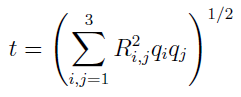 t = \left( \sum_{i,j=1}^{3} R_{i,j}^{2} q_i q_j \right)^{1/2}